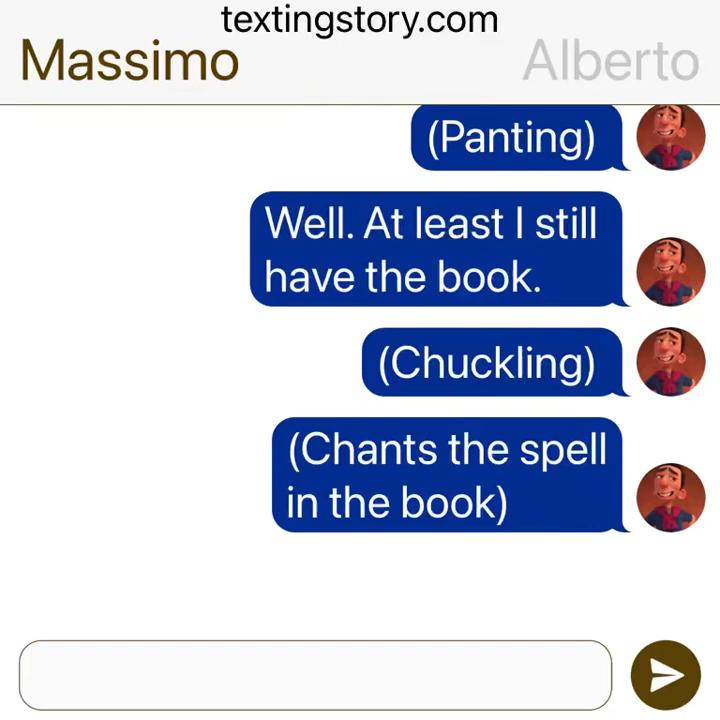 textingstory.com
Massimo
Alberto
(Panting)
Well. At least I still
have the book.
(Chuckling)
(Chants the spell
in the book)